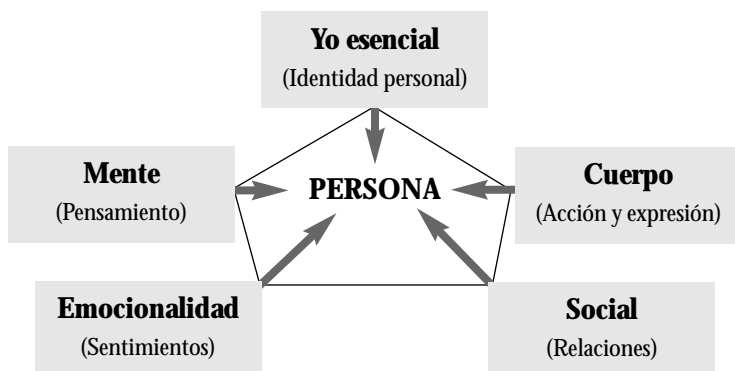 Yo esencial
(Identidad personal)
Mente
(Pensamiento)
PERSONA
Cuerpo
(Acción y expresión)
Emocionalidad
(Sentimientos)
Social
(Relaciones)